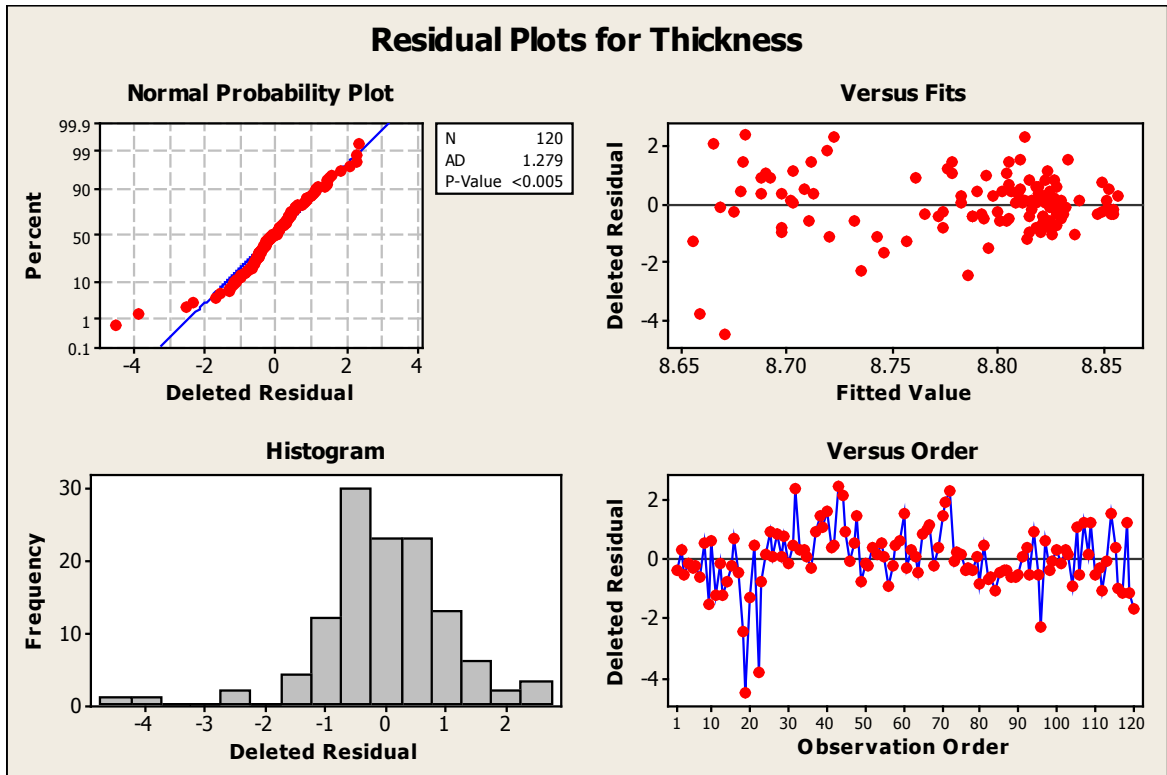 Residual Plots for Thickness
Normal Probability Plot
Percent
99.9
99
90
50
10
1
0.1
-4 -2 0 2 4
Deleted Residual
N 120
AD 1.279
P-Value <0.005
Versus Fits
Deleted Residual
2
0
-2
-4
8.65 8.70 8.75 8.80 8.85
Fitted Value
Histogram
Frequency
30
20
10
0
-4 -3 -2 -1 0 1 2
Deleted Residual
Versus Order
Deleted Residual
2
0
-2
-4
1 10 20 30 40 50 60 70 80 90 100 110 120
Observation Order